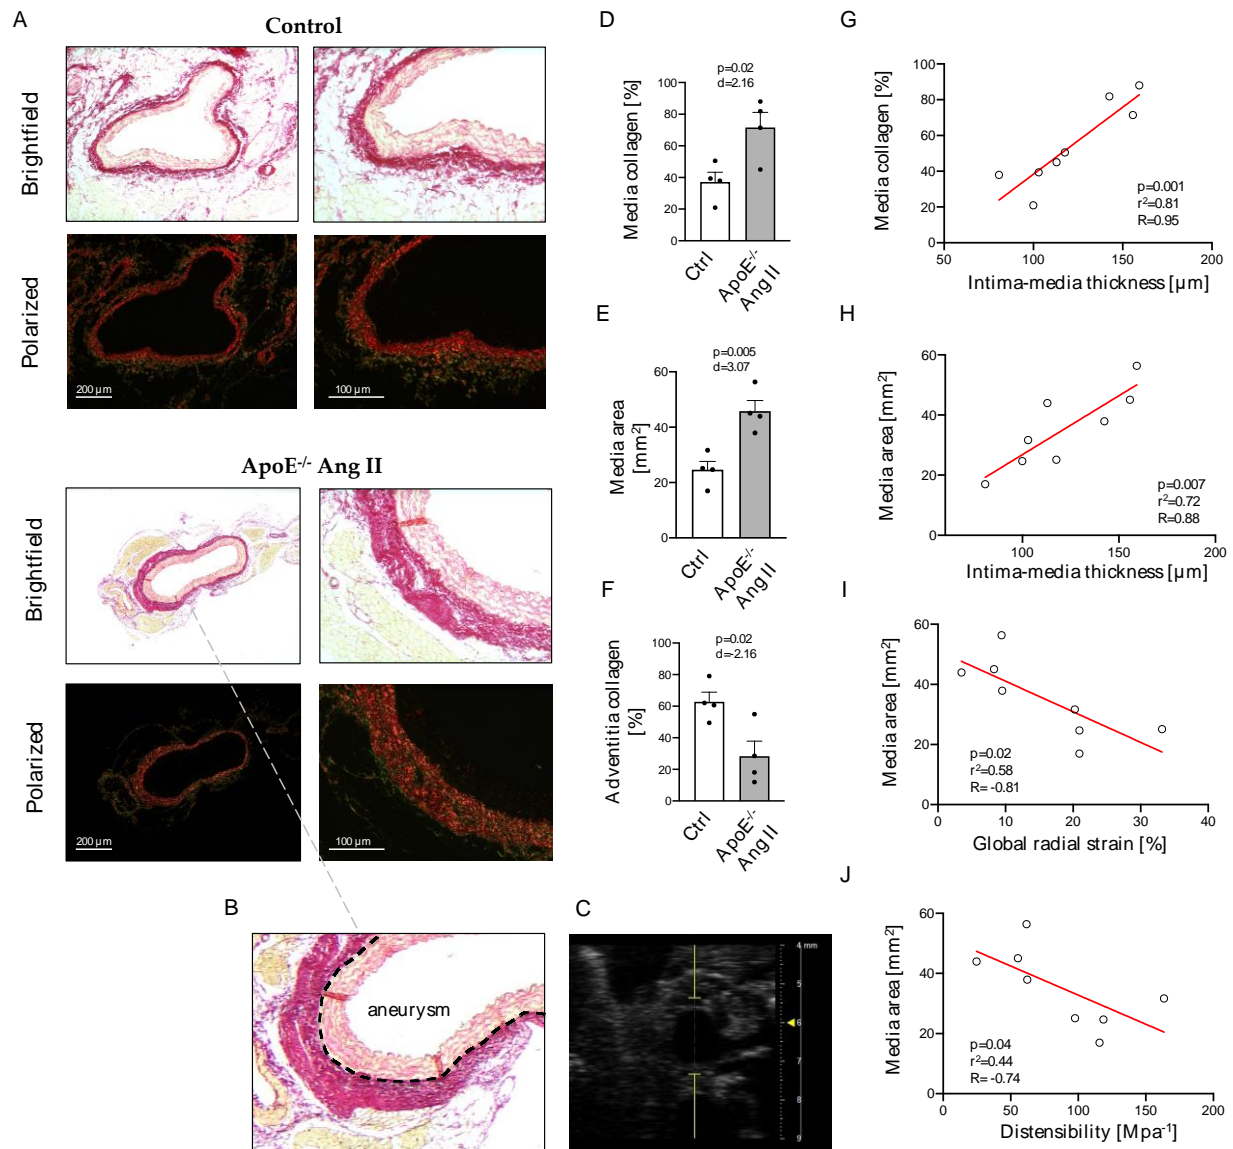 A
Control
Brightfield
Polarized
200 µm
100 µm
ApoE-/- Ang II
Brightfield
Polarized
200 µm
100 µm
B
aneurysm
C
4 mm
5
6
7
8
9
D
p=0.02
d=2.16
Media collagen [%]
100
80
60
40
20
0
Ctrl
ApoE-/-
Ang II
E
p=0.005
d=3.07
Media area
[mm²]
60
40
20
0
Ctrl
ApoE-/-
Ang II
F
p=0.02
d=-2.16
Adventitia collagen
[%]
100
80
60
40
20
0
Ctrl
ApoE-/-
Ang II
G
Media collagen [%]
100
80
60
40
20
0
p=0.001
r²=0.81
R=0.95
50
100
150
200
Intima-media thickness [µm]
H
Media area [mm²]
60
40
20
0
p=0.007
r²=0.72
R=0.88
100
150
200
Intima-media thickness [µm]
I
Media area [mm²]
60
40
20
0
p=0.02
r²=0.58
R= -0.81
0
10
20
30
40
Global radial strain [%]
J
Media area [mm²]
60
40
20
0
p=0.04
r²=0.44
R= -0.74
0
50
100
150
200
Distensibility [Mpa-1]